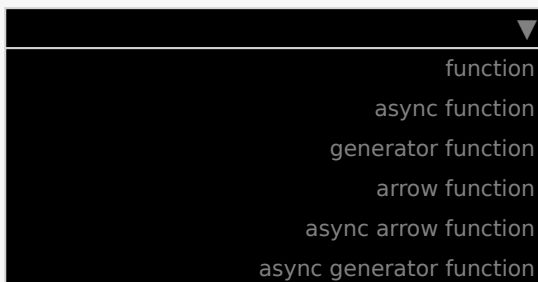 function
async function
generator function
arrow function
async arrow function
async generator function